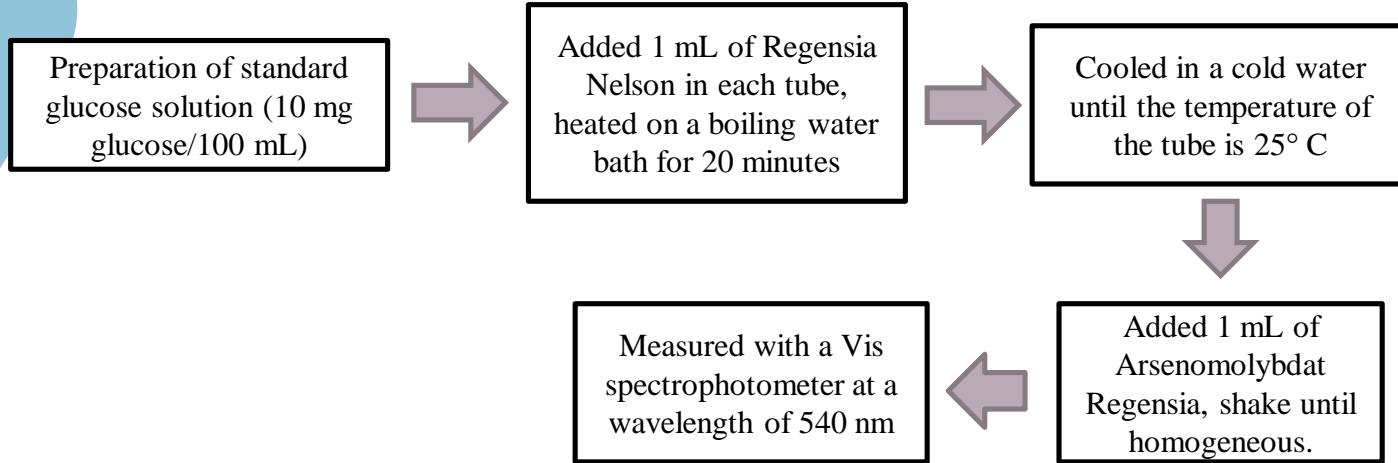 Preparation of standard
glucose solution (10 mg
glucose/100 mL)
Added 1 mL of Regensia
Nelson in each tube,
heated on a boiling water
bath for 20 minutes
Cooled in a cold water
until the temperature of
the tube is 25° C
Added 1 mL of
Arsenomolybdat
Regensia, shake until
homogeneous.
Measured with a Vis
spectrophotometer at a
wavelength of 540 nm